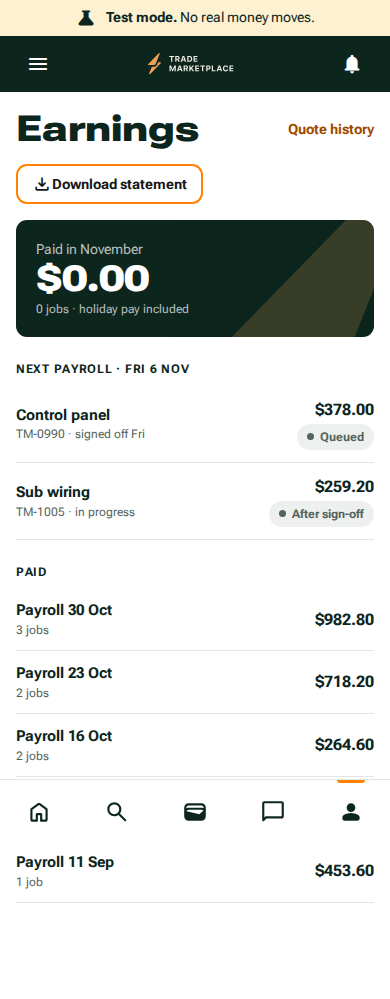 Test mode. No real money moves.
TRADE
MARKETPLACE
Earnings
Quote history
Download statement
Paid in November
$0.00
0 jobs · holiday pay included
NEXT PAYROLL · FRI 6 NOV
Control panel
$378.00
TM-0990 · signed off Fri
Queued
Sub wiring
$259.20
TM-1005 · in progress
After sign-off
PAID
Payroll 30 Oct
$982.80
3 jobs
Payroll 23 Oct
$718.20
2 jobs
Payroll 16 Oct
$264.60
2 jobs
Payroll 11 Sep
$453.60
1 job